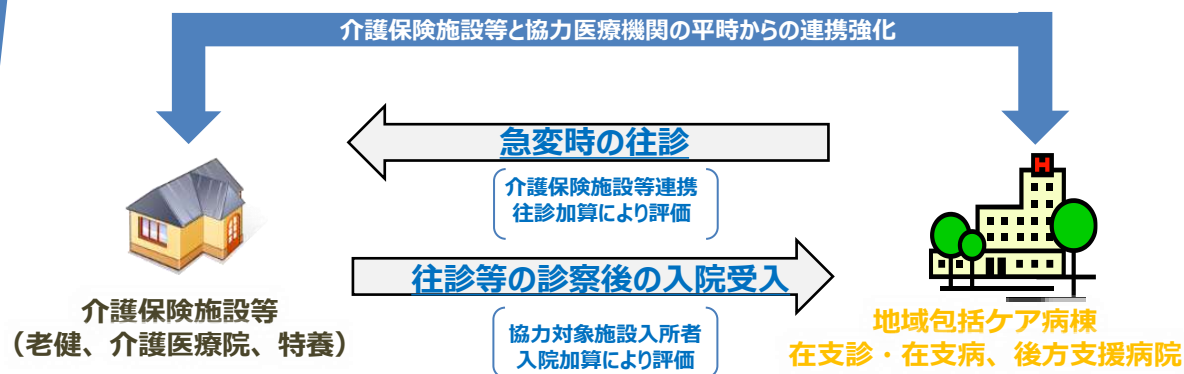 介護保険施設等と協力医療機関の平時からの連携強化
急変時の往診
介護保険施設等連携
往診加算により評価
往診等の診察後の入院受入
協力対象施設入所者
入院加算により評価
介護保険施設等
（老健、介護医療院、特養）
H
地域包括ケア病棟
在支診・在支病、後方支援病院